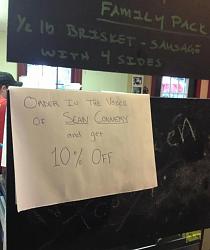 FAMILY PACK
1/2 lb BRISKET - SAUSAGE
WITH 4 SIDES
ORDER IN THE VOICE
OF SEAN CONNERY
and get
10% OFF